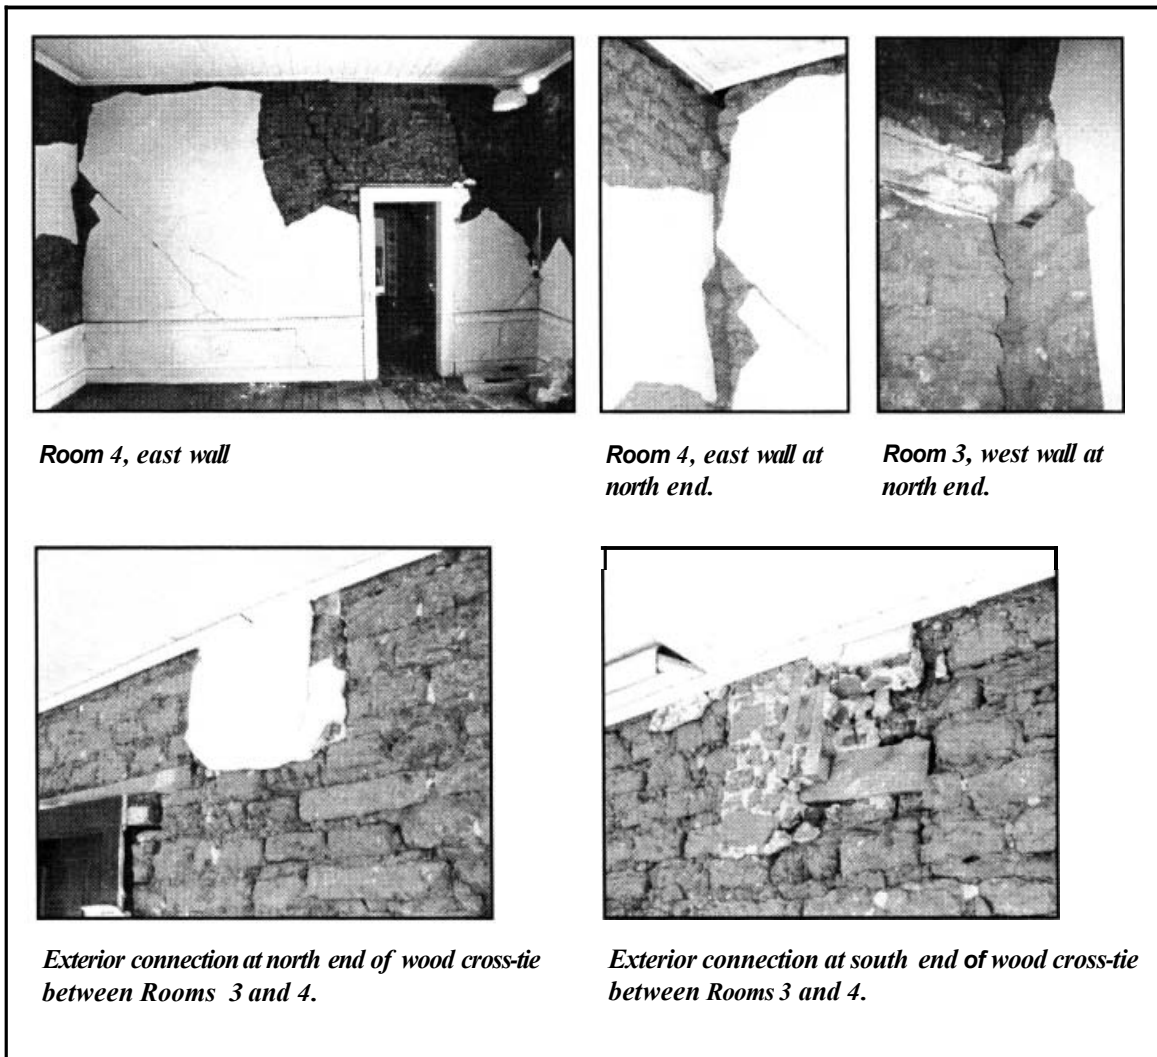 Room 4, east wall
Room 4, east wall at
north end.
Room 3, west wall at
north end.
Exterior connection at north end of wood cross-tie
between Rooms 3 and 4.
Exterior connection at south end of wood cross-tie
between Rooms 3 and 4.